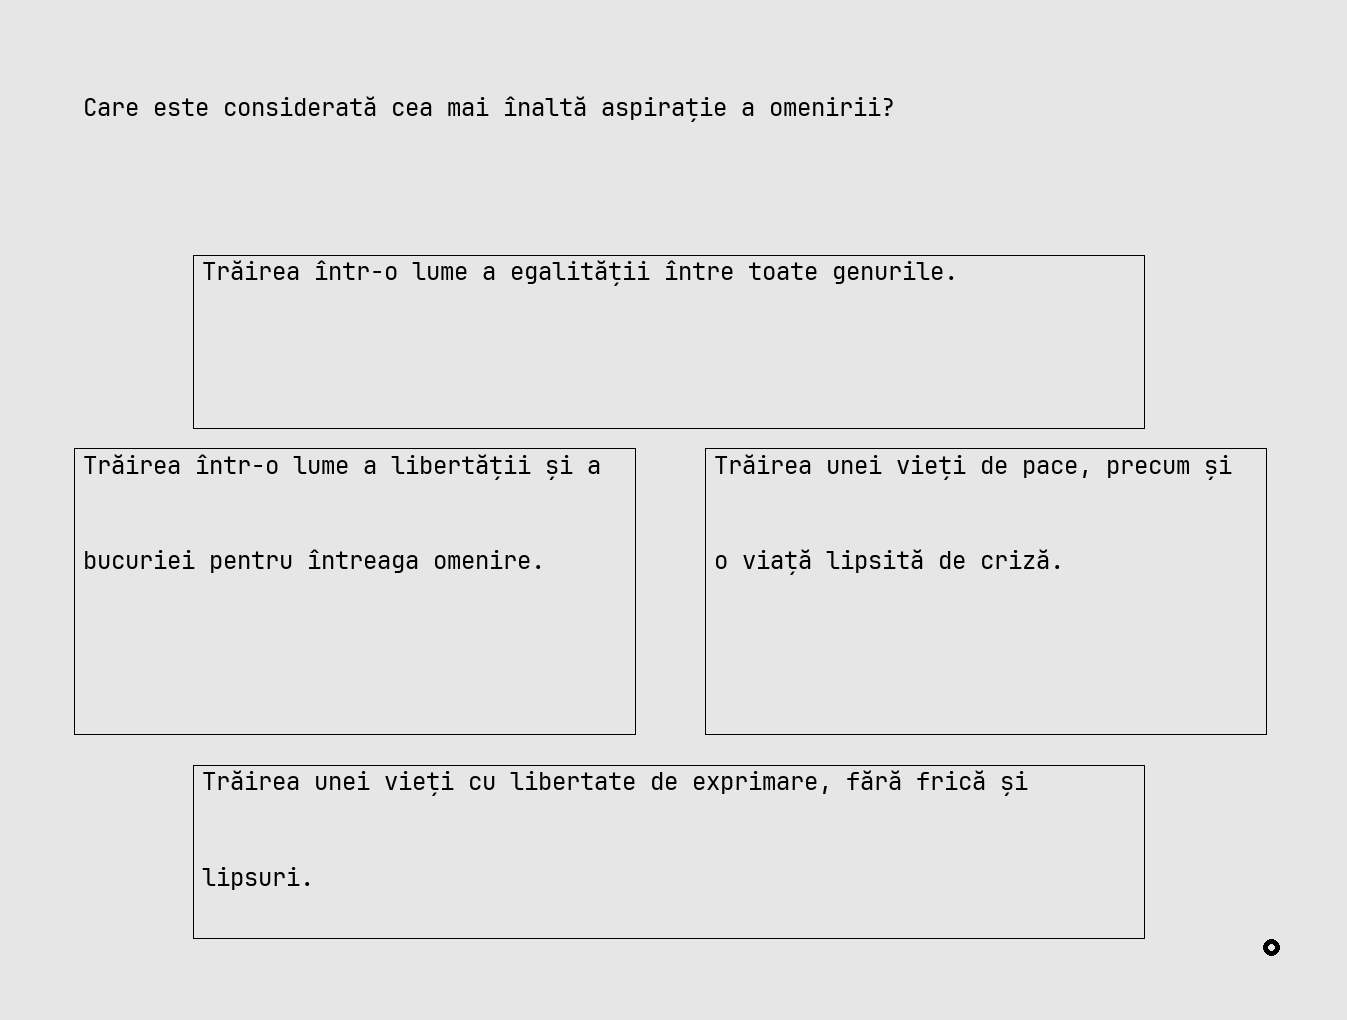 Care este considerată cea mai înaltă aspirație a omenirii?
Trăirea într-o lume a egalității între toate genurile.
Trăirea într-o lume a libertății și a
bucuriei pentru întreaga omenire.
Trăirea unei vieți de pace, precum și
o viață lipsită de criză.
Trăirea unei vieți cu libertate de exprimare, fără frică și
lipsuri.